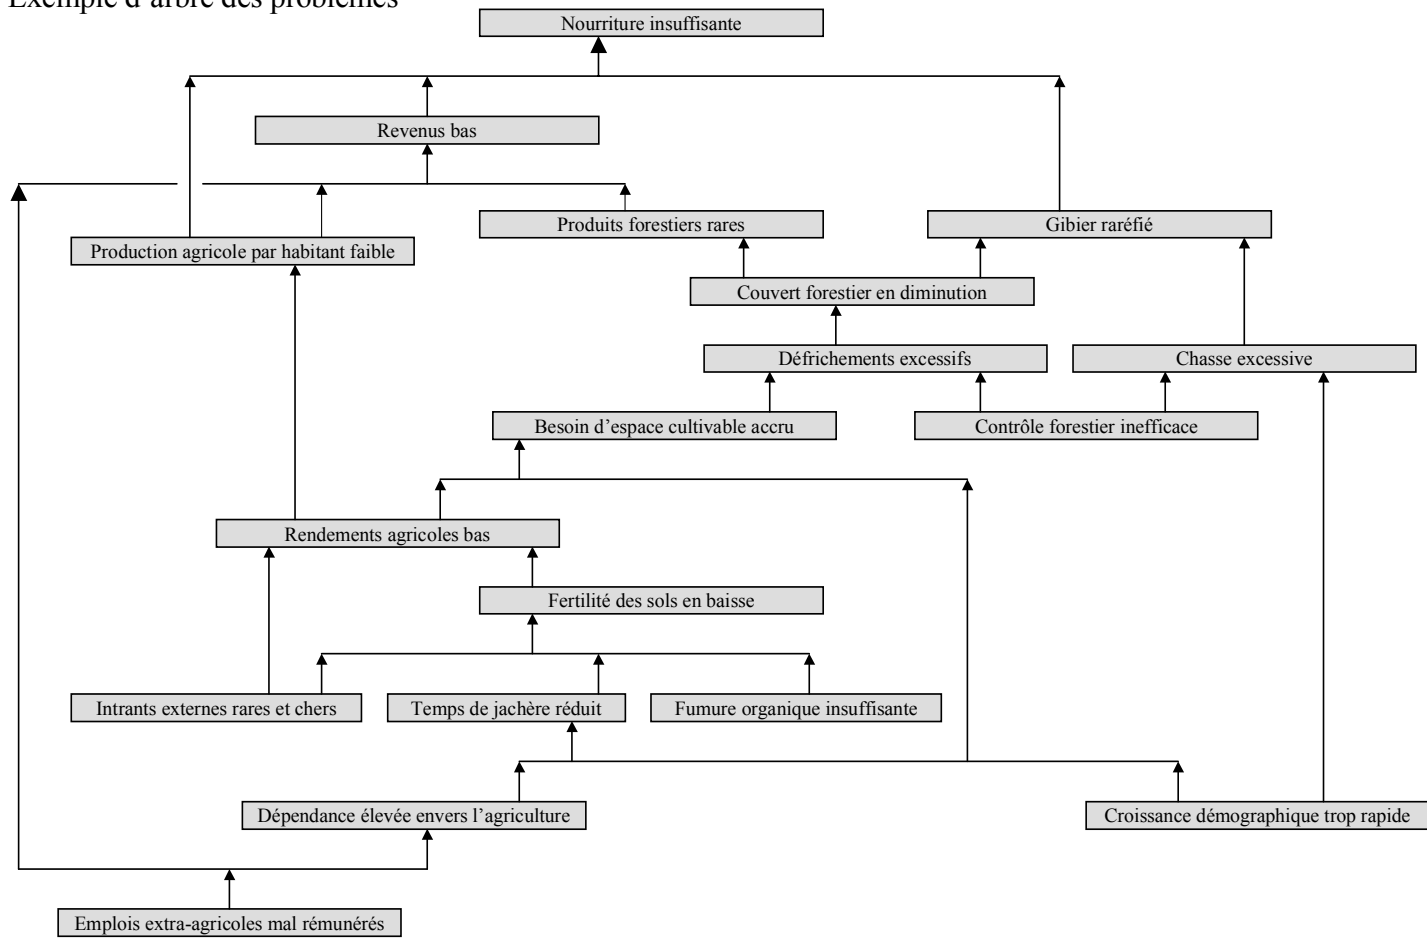 Exemple d'arbre des problèmes
Nourriture insuffisante
Revenus bas
Produits forestiers rares
Gibier raréfié
Production agricole par habitant faible
Couvert forestier en diminution
Défrichements excessifs
Chasse excessive
Besoin d'espace cultivable accru
Contrôle forestier inefficace
Rendements agricoles bas
Fertilité des sols en baisse
Intrants externes rares et chers
Temps de jachère réduit
Fumure organique insuffisante
Dépendance élevée envers l'agriculture
Croissance démographique trop rapide
Emplois extra-agricoles mal rémunérés